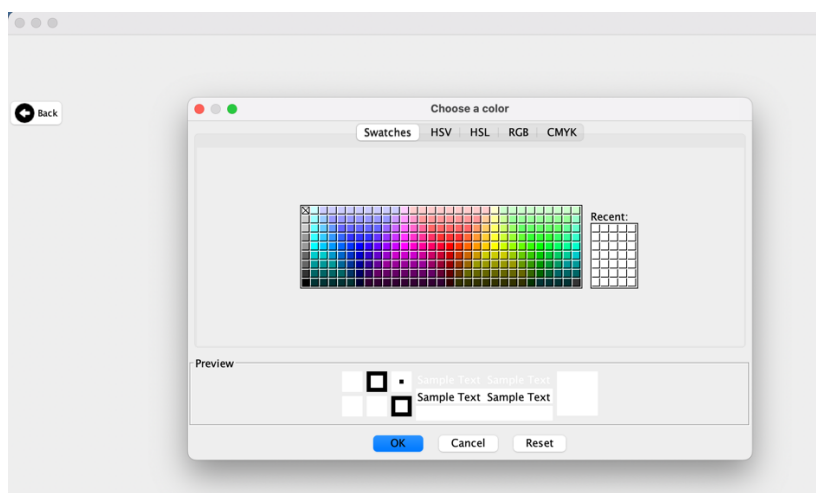 Choose a color
Back
Swatches HSV HSL RGB CMYK
Recent:
Preview
Sample Text Sample Text
Sample Text Sample Text
OK Cancel Reset